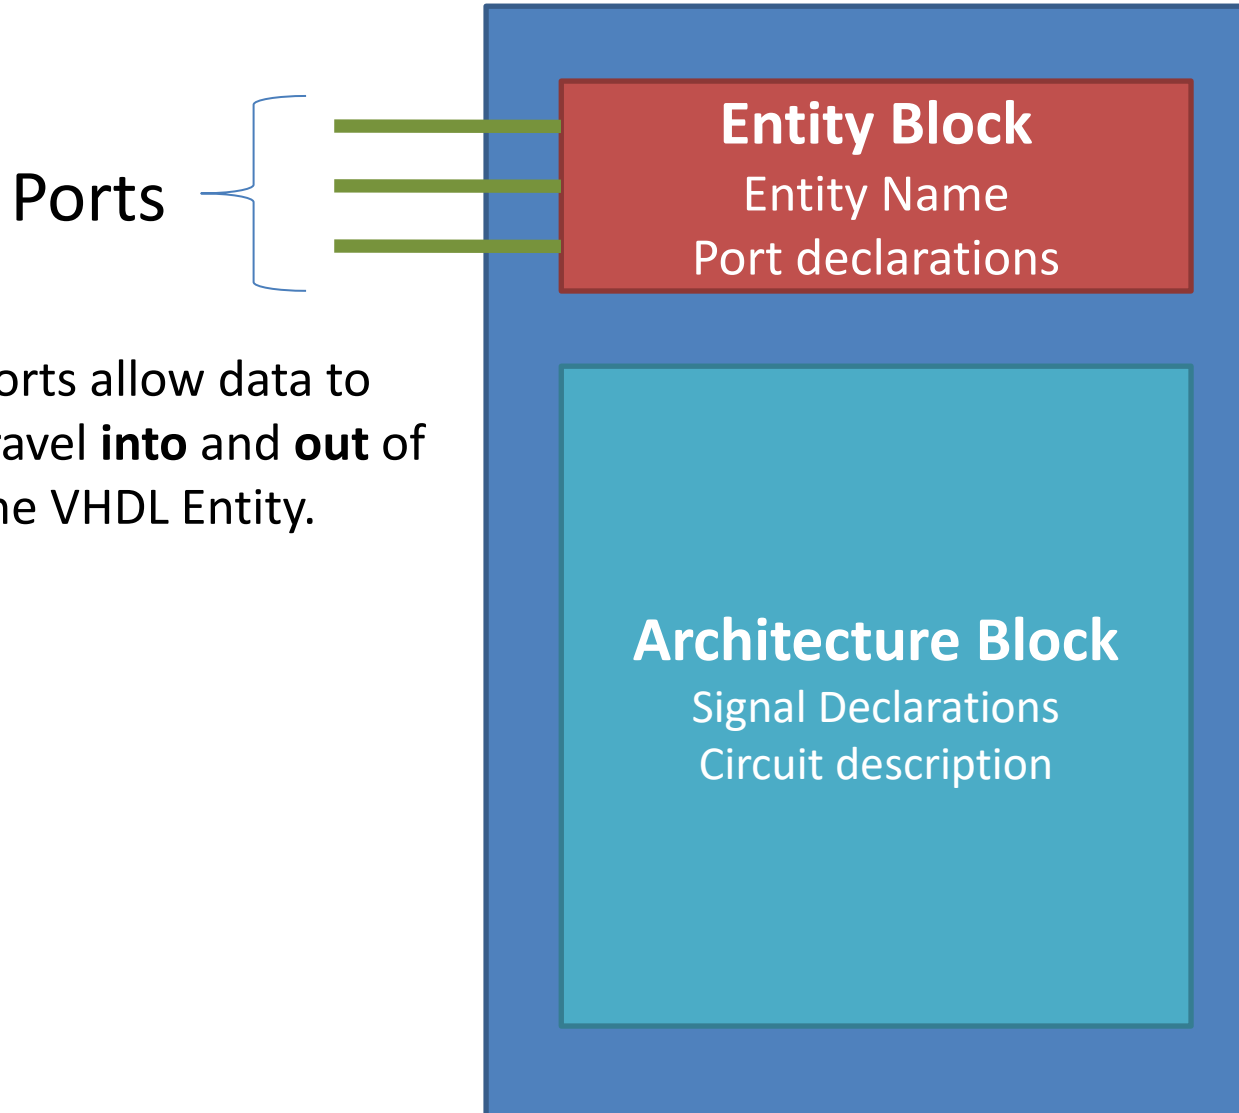 Ports
orts allow data to
ravel into and out of
he VHDL Entity.
Entity Block
Entity Name
Port declarations
Architecture Block
Signal Declarations
Circuit description